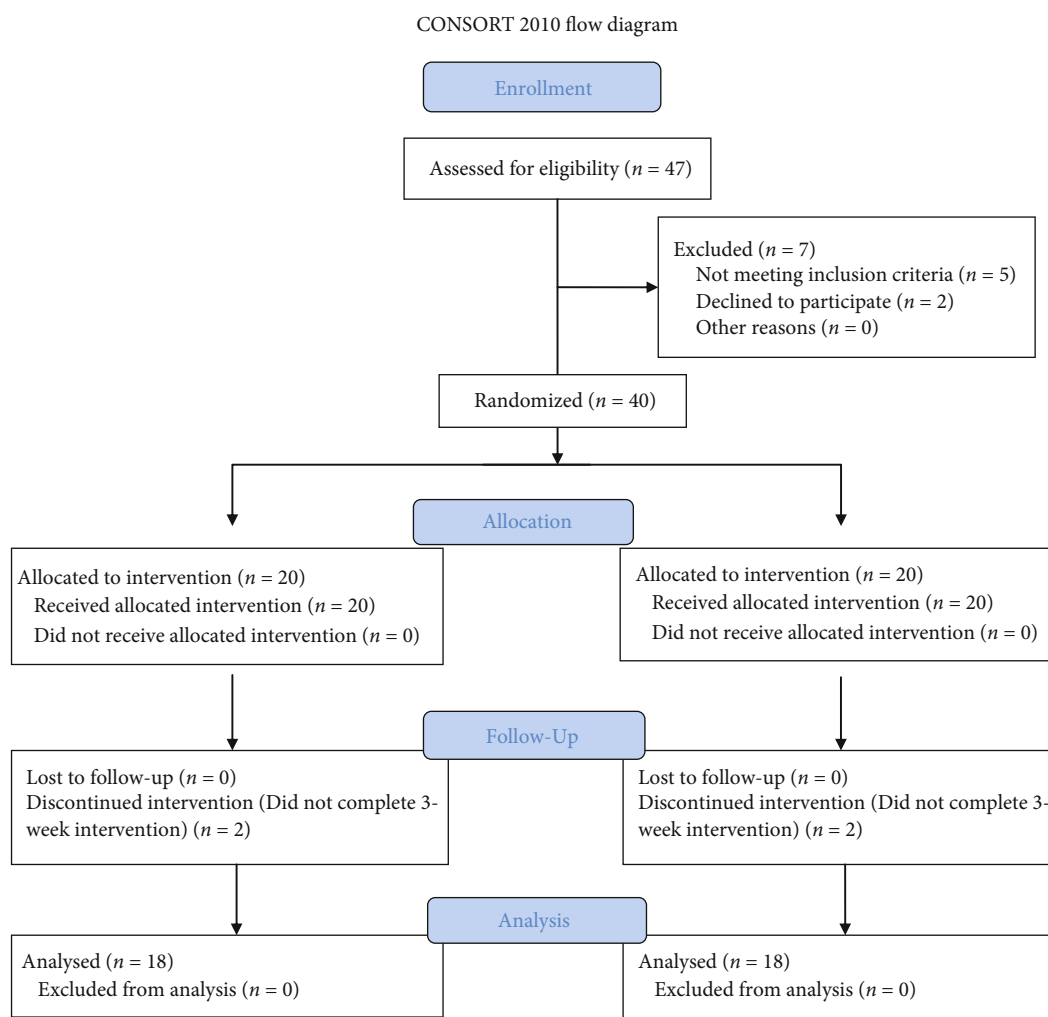 CONSORT 2010 flow diagram
Enrollment
Assessed for eligibility (n = 47)
Excluded (n = 7)
Not meeting inclusion criteria (n = 5)
Declined to participate (n = 2)
Other reasons (n = 0)
Randomized (n = 40)
Allocation
Allocated to intervention (n = 20)
Received allocated intervention (n = 20)
Did not receive allocated intervention (n = 0)
Allocated to intervention (n = 20)
Received allocated intervention (n = 20)
Did not receive allocated intervention (n = 0)
Follow-Up
Lost to follow-up (n = 0)
Discontinued intervention (Did not complete 3-
week intervention) (n = 2)
Lost to follow-up (n = 0)
Discontinued intervention (Did not complete 3-
week intervention) (n = 2)
Analysis
Analysed (n = 18)
Excluded from analysis (n = 0)
Analysed (n = 18)
Excluded from analysis (n = 0)